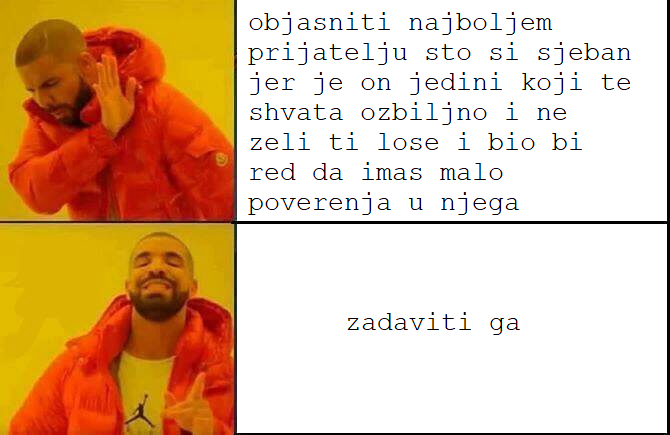 objasniti najboljem
prijatelju sto si sjeban
jer je on jedini koji te
shvata ozbiljno i ne
zeli ti lose i bio bi
red da imas malo
poverenja u njega
zadaviti ga